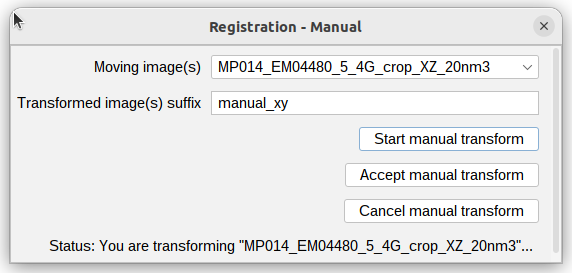 Registration - Manual
Moving image(s) MP014_EM04480_5_4G_crop_XZ_20nm3
Transformed image(s) suffix manual_xy
Start manual transform
Accept manual transform
Cancel manual transform
Status: You are transforming "MP014_EM04480_5_4G_crop_XZ_20nm3"...